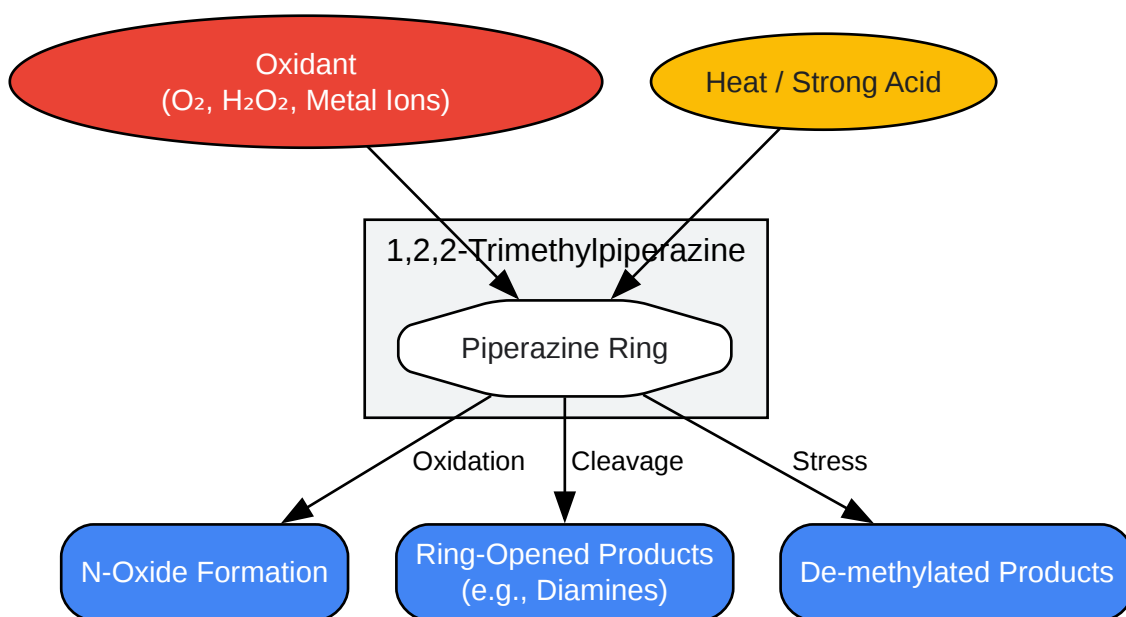 Oxidant
(O₂, H₂O₂, Metal Ions)
Heat / Strong Acid
1,2,2-Trimethylpiperazine
Piperazine Ring
Oxidation
Cleavage
Stress
N-Oxide Formation
Ring-Opened Products
(e.g., Diamines)
De-methylated Products